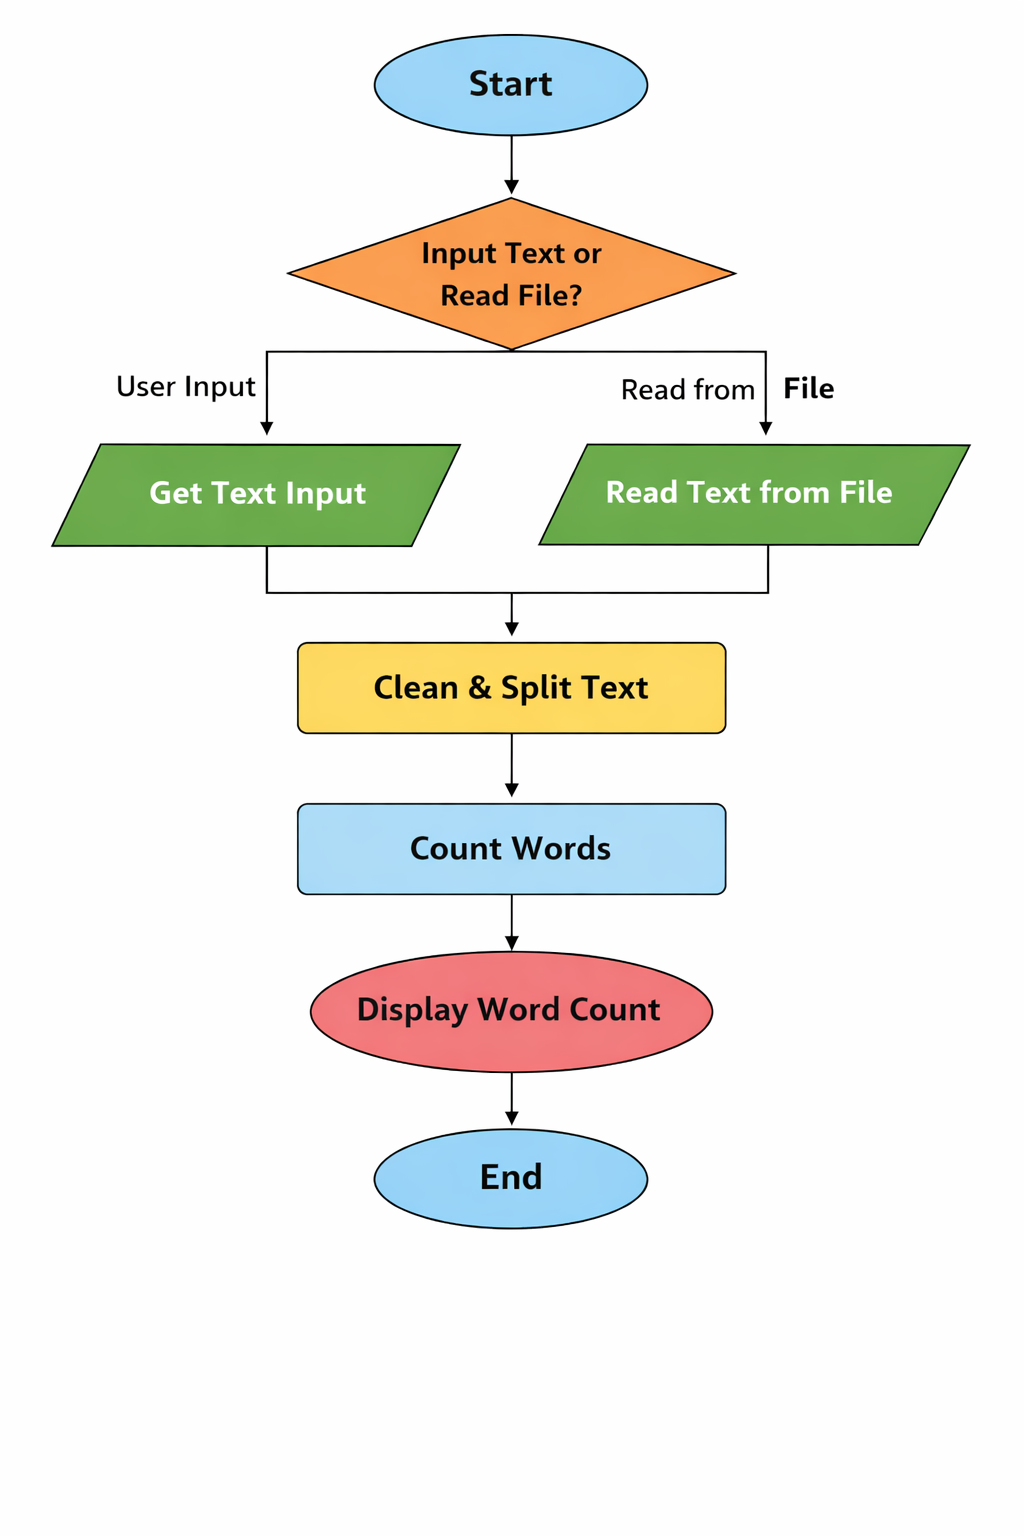 Start
Input Text or
Read File?
User Input
Read from File
Get Text Input
Read Text from File
Clean & Split Text
Count Words
Display Word Count
End